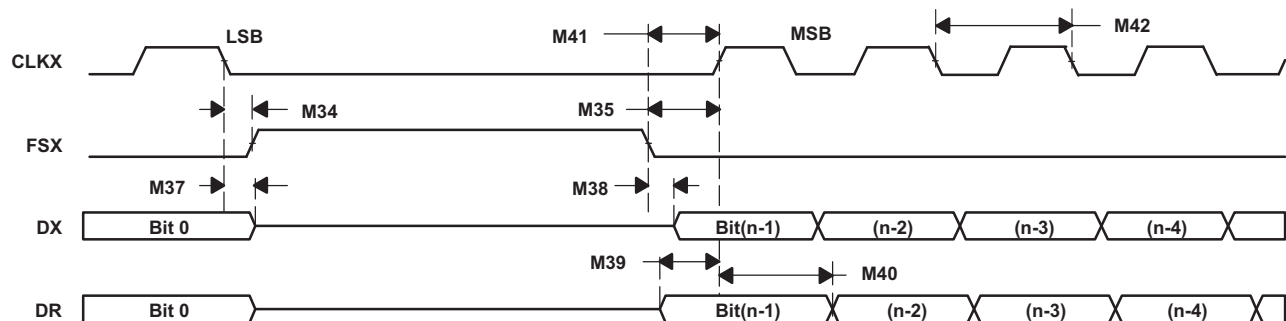 LSB M41 MSB M42
CLKX
M34 M35
FSX
M37 M38
DX Bit 0 Bit(n-1) (n-2) (n-3) (n-4)
M39 M40
DR Bit 0 Bit(n-1) (n-2) (n-3) (n-4)